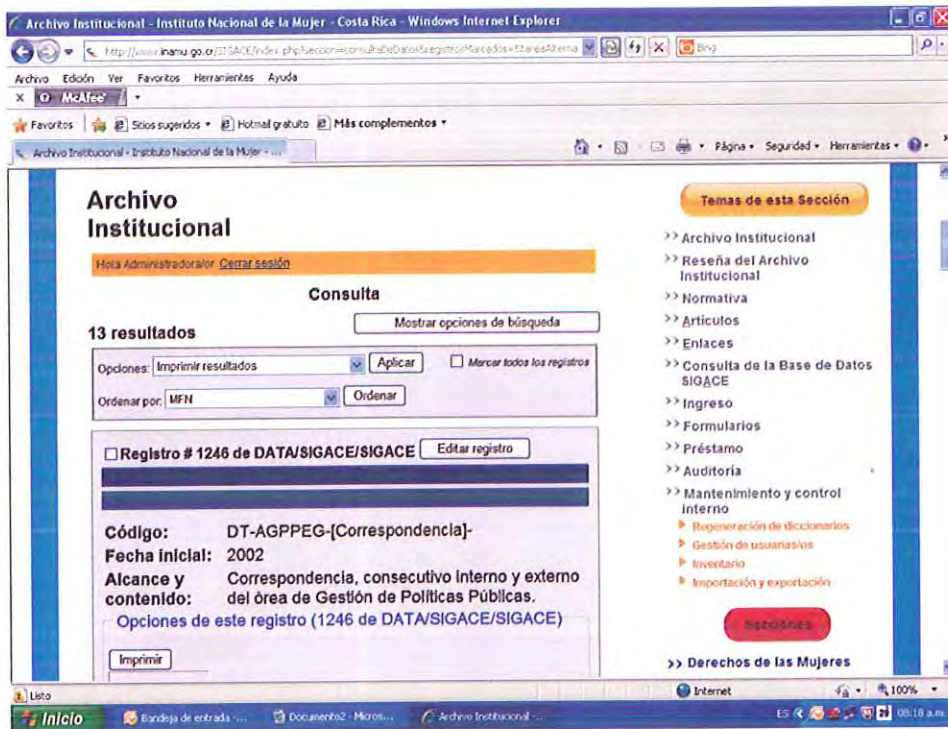 Archivo Institucional - Instituto Nacional de la Mujer - Costa Rica - Windows Internet Explorer
Bing
Archivo Edición Ver Favoritos Herramientas Ayuda
X McAfee
Favoritos Sitios sugeridos Hotmail gratuito Más complementos
Archivo Institucional - Instituto Nacional de la Mujer - ...
Página Seguridad Herramientas
Archivo
Institucional
Hola Administradora/or Cerrar sesión
Consulta
13 resultados
Mostrar opciones de búsqueda
Opciones: Imprimir resultados Aplicar Marcar todos los registros
Ordenar por: MFN Ordenar
Registro # 1246 de DATA/SIGACE/SIGACE Editar registro
Código: DT-AGPPEG-[Correspondencia]-
Fecha inicial: 2002
Alcance y contenido: Correspondencia, consecutivo interno y externo
del área de Gestión de Políticas Públicas.
Opciones de este registro (1246 de DATA/SIGACE/SIGACE)
Imprimir
Temas de esta Sección
>> Archivo Institucional
>> Reseña del Archivo
Institucional
>> Normativa
>> Artículos
>> Enlaces
>> Consulta de la Base de Datos
SIGACE
>> Ingreso
>> Formularios
>> Préstamo
>> Auditoría
>> Mantenimiento y control
interno
Regeneración de diccionarios
Gestión de usuarias/os
Inventario
Importación y exportación
Secciones
>> Derechos de las Mujeres
Listo
Internet
100%
Inicio
Bandeja de entrada -...
Documento2 - Micros...
Archivo Institucional -...
ES
08:18 a.m.